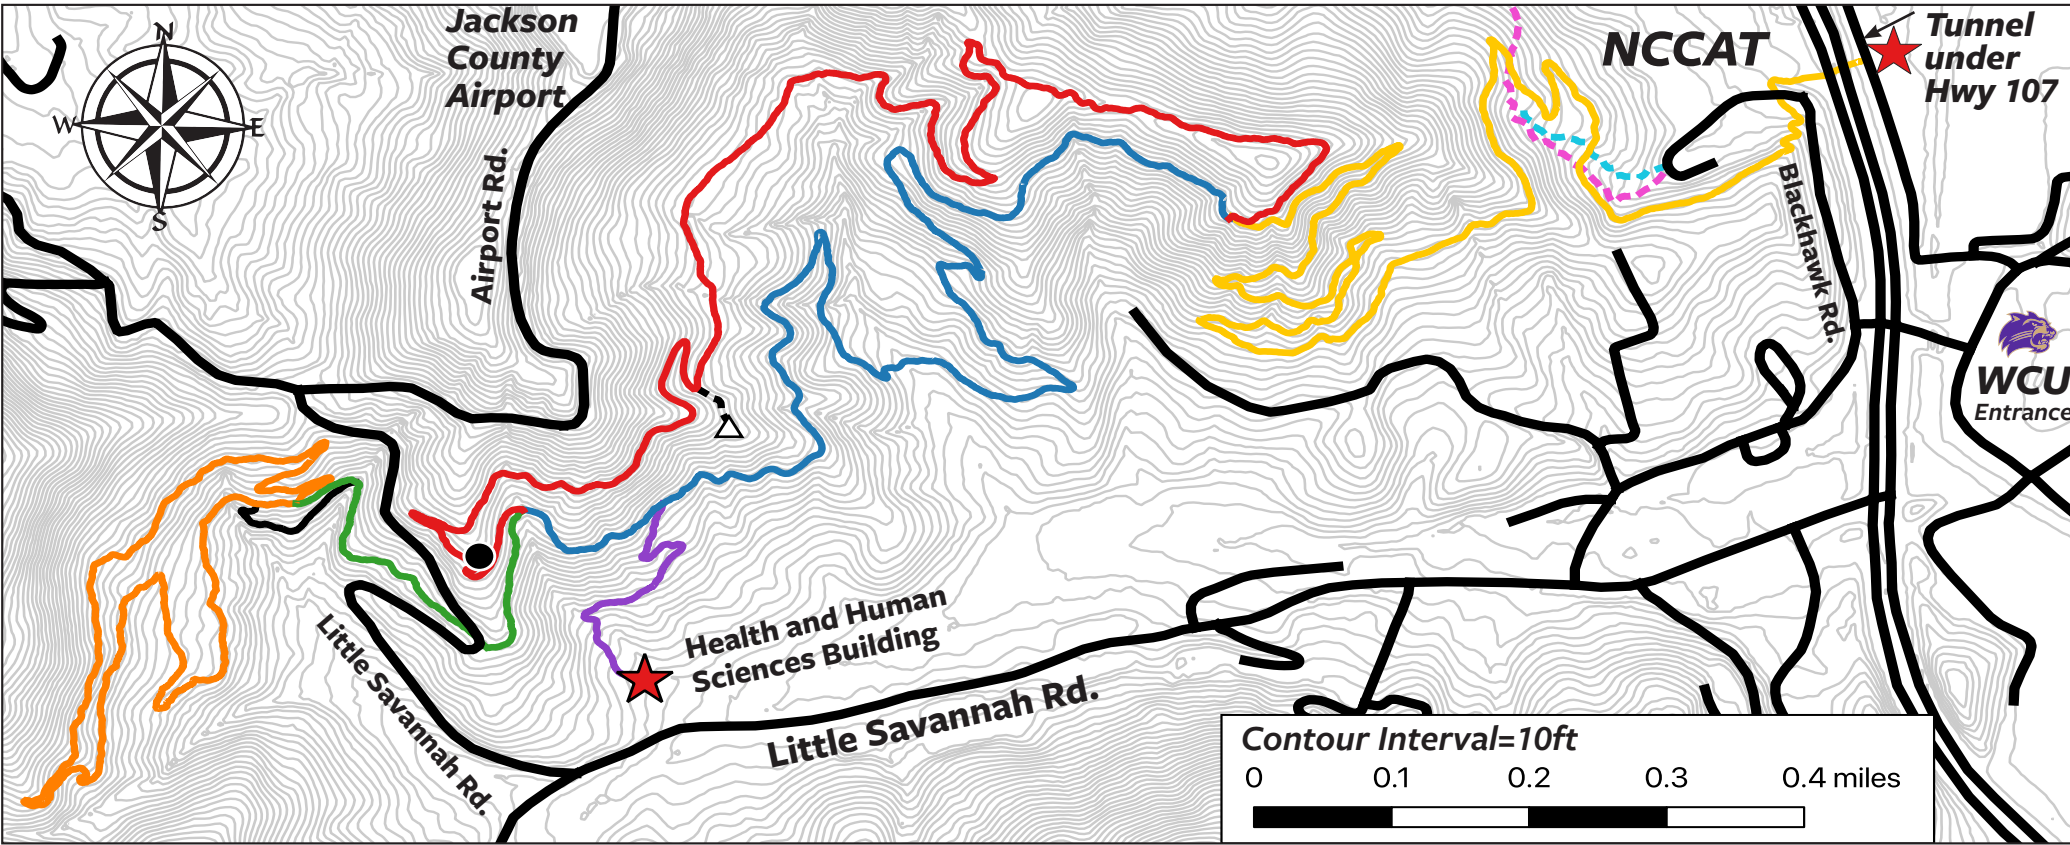 N
W
E
S
Jackson
County
Airport
Airport Rd.
NCCAT
Tunnel
under
Hwy 107
Blackhawk Rd.
WCU
Entrance
Health and Human
Sciences Building
Little Savannah Rd.
Little Savannah Rd.
Contour Interval=10ft
0 0.1 0.2 0.3 0.4 miles